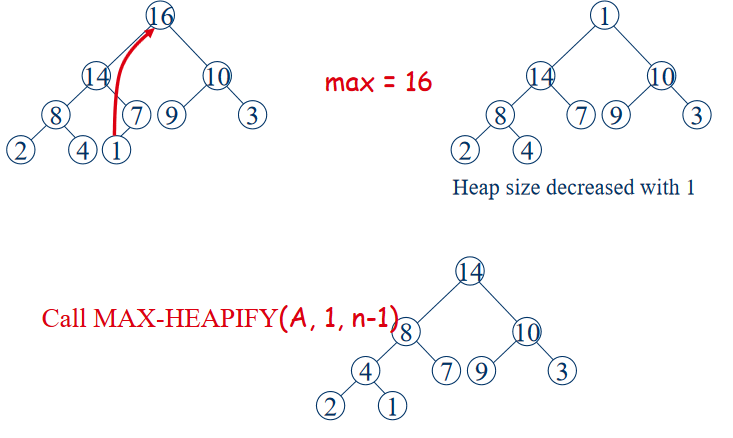 16
14 10
8 7 9 3
2 4 1
max = 16
1
14 10
8 7 9 3
2 4
Heap size decreased with 1
Call MAX-HEAPIFY(A, 1, n-1)
14
8 10
4 7 9 3
2 1